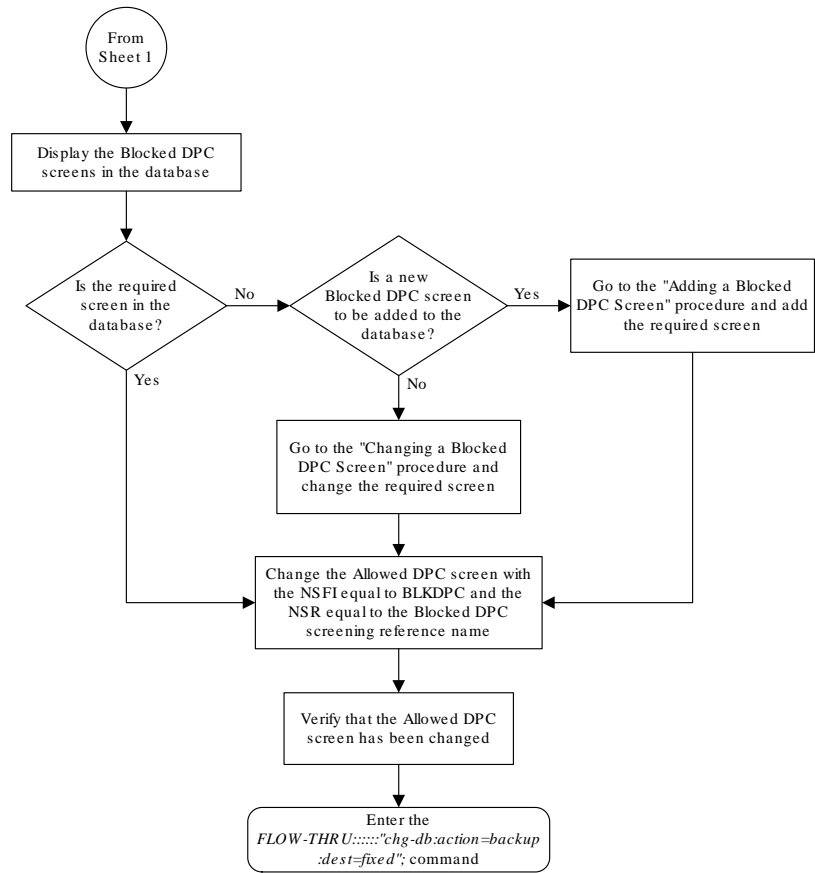 From
Sheet 1
Display the Blocked DPC
screens in the database
Is the required
screen in the
database?
No
Is a new
Blocked DPC screen
to be added to the
database?
Yes
Go to the "Adding a Blocked
DPC Screen" procedure and add
the required screen
Yes
No
Go to the "Changing a Blocked
DPC Screen" procedure and
change the required screen
Change the Allowed DPC screen with
the NSFI equal to BLKDPC and the
NSR equal to the Blocked DPC
screening reference name
Verify that the Allowed DPC
screen has been changed
Enter the
FLOW-THRU::::::"chg-db:action=backup
:dest=fixed"; command